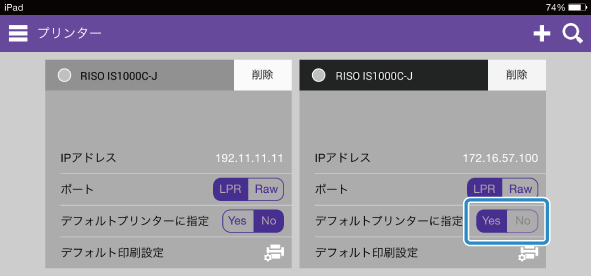 iPad 74%
プリンター
RISO IS1000C-J 削除
IPアドレス 192.11.11.11
ポート LPR Raw
デフォルトプリンターに指定 Yes No
デフォルト印刷設定
RISO IS1000C-J 削除
IPアドレス 172.16.57.100
ポート LPR Raw
デフォルトプリンターに指定 Yes No
デフォルト印刷設定